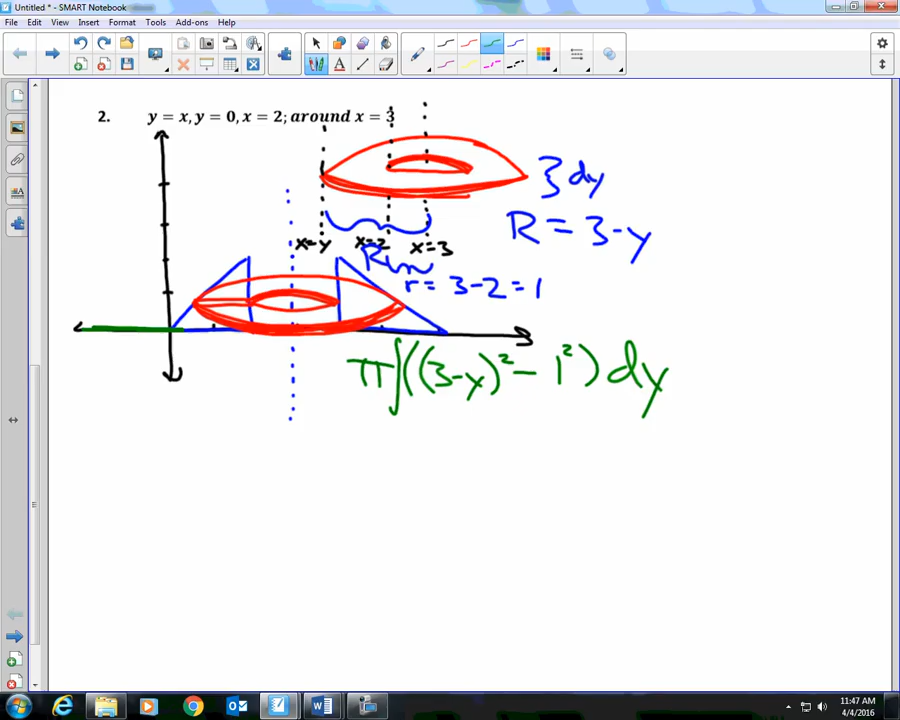 Untitled * - SMART Notebook
File Edit View Insert Format Tools Add-ons Help
2. y = x, y = 0, x = 2; around x = 3
} dy
R = 3-y
x=y x=2 x=3
R
r = 3-2 = 1
π∫((3-y)² - 1²) dy
11:47 AM
4/4/2016